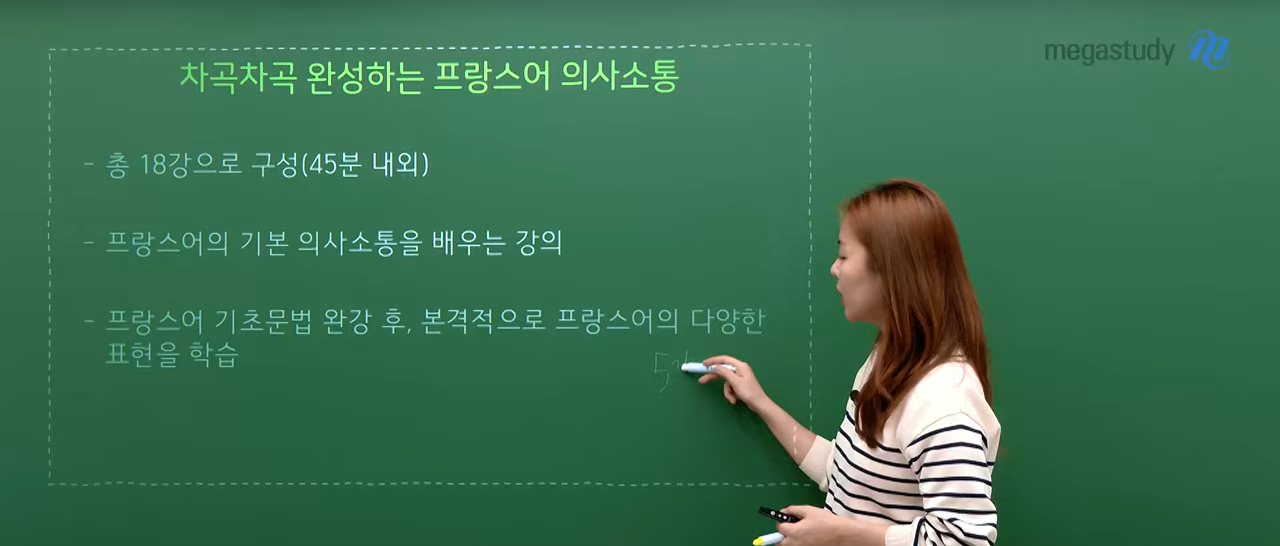 megastudy
차곡차곡 완성하는 프랑스어 의사소통
- 총 18강으로 구성(45분 내외)
- 프랑스어의 기본 의사소통을 배우는 강의
- 프랑스어 기초문법 완강 후, 본격적으로 프랑스어의 다양한
표현을 학습